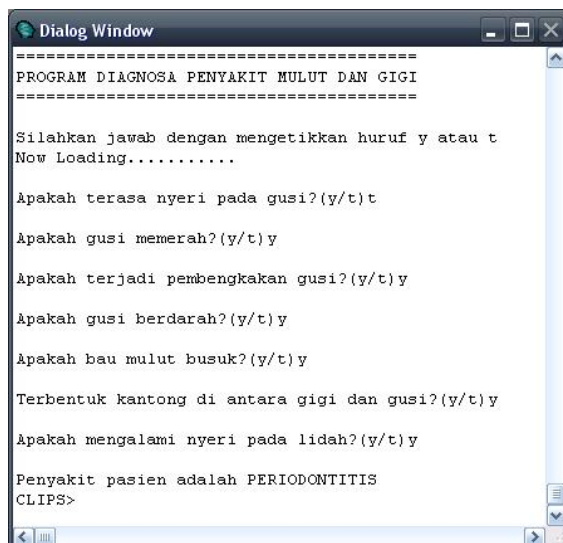 Dialog Window
=========================================
PROGRAM DIAGNOSA PENYAKIT MULUT DAN GIGI
=========================================
Silahkan jawab dengan mengetikkan huruf y atau t
Now Loading...........
Apakah terasa nyeri pada gusi?(y/t)t
Apakah gusi memerah?(y/t)y
Apakah terjadi pembengkakan gusi?(y/t)y
Apakah gusi berdarah?(y/t)y
Apakah bau mulut busuk?(y/t)y
Terbentuk kantong di antara gigi dan gusi?(y/t)y
Apakah mengalami nyeri pada lidah?(y/t)y
Penyakit pasien adalah PERIODONTITIS
CLIPS>